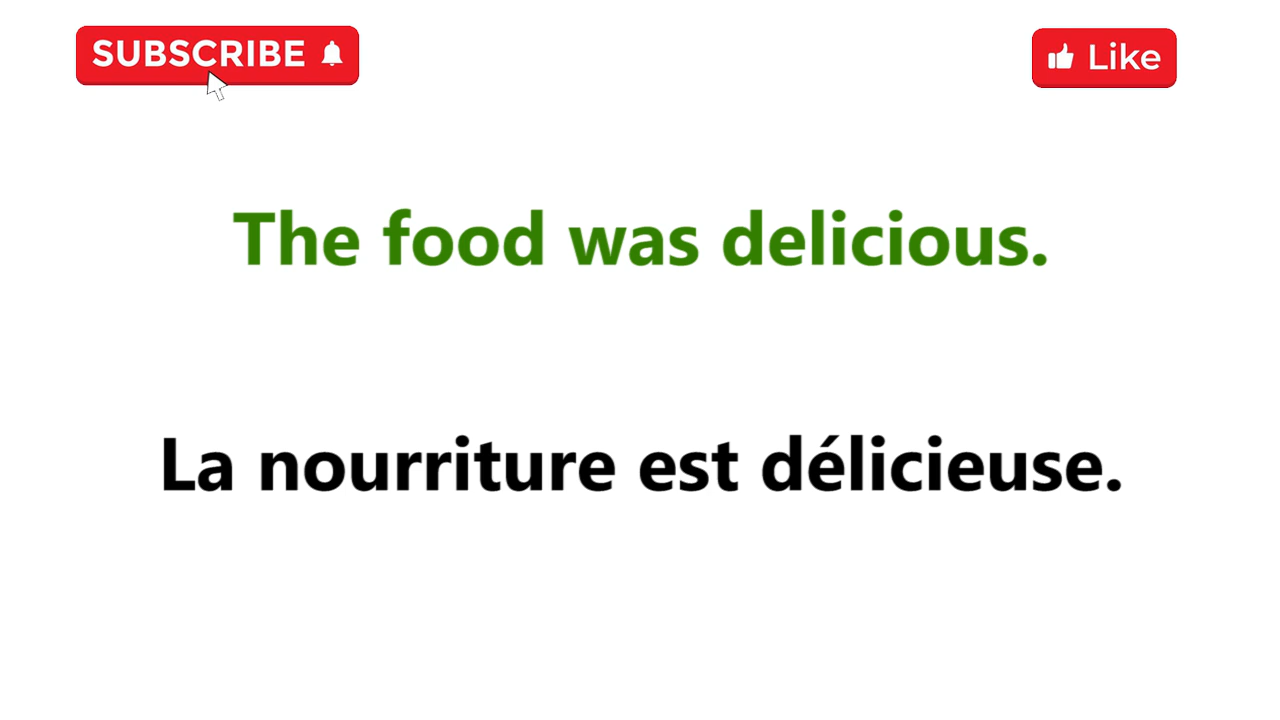 SUBSCRIBE
Like
The food was delicious.
La nourriture est délicieuse.